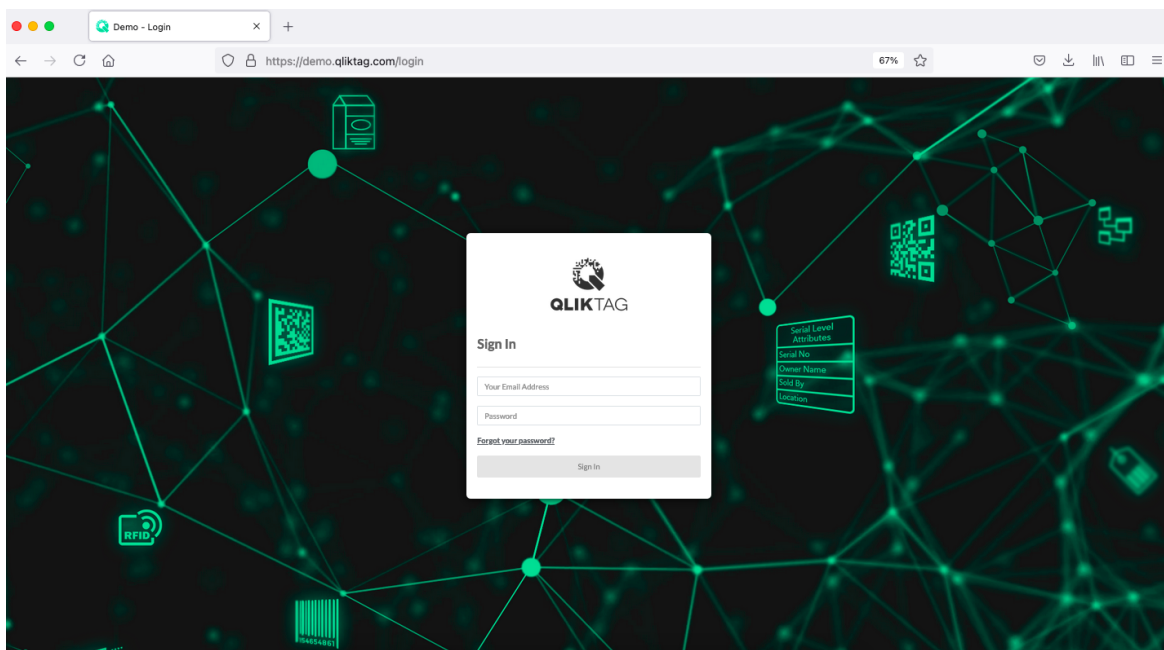 Demo - Login
https://demo.qliktag.com/login
67%
QLIKTAG
Sign In
Your Email Address
Password
Forgot your password?
Sign In
Serial Level
Attributes
Serial No
Owner Name
Sold By
Location
RFID
154654861